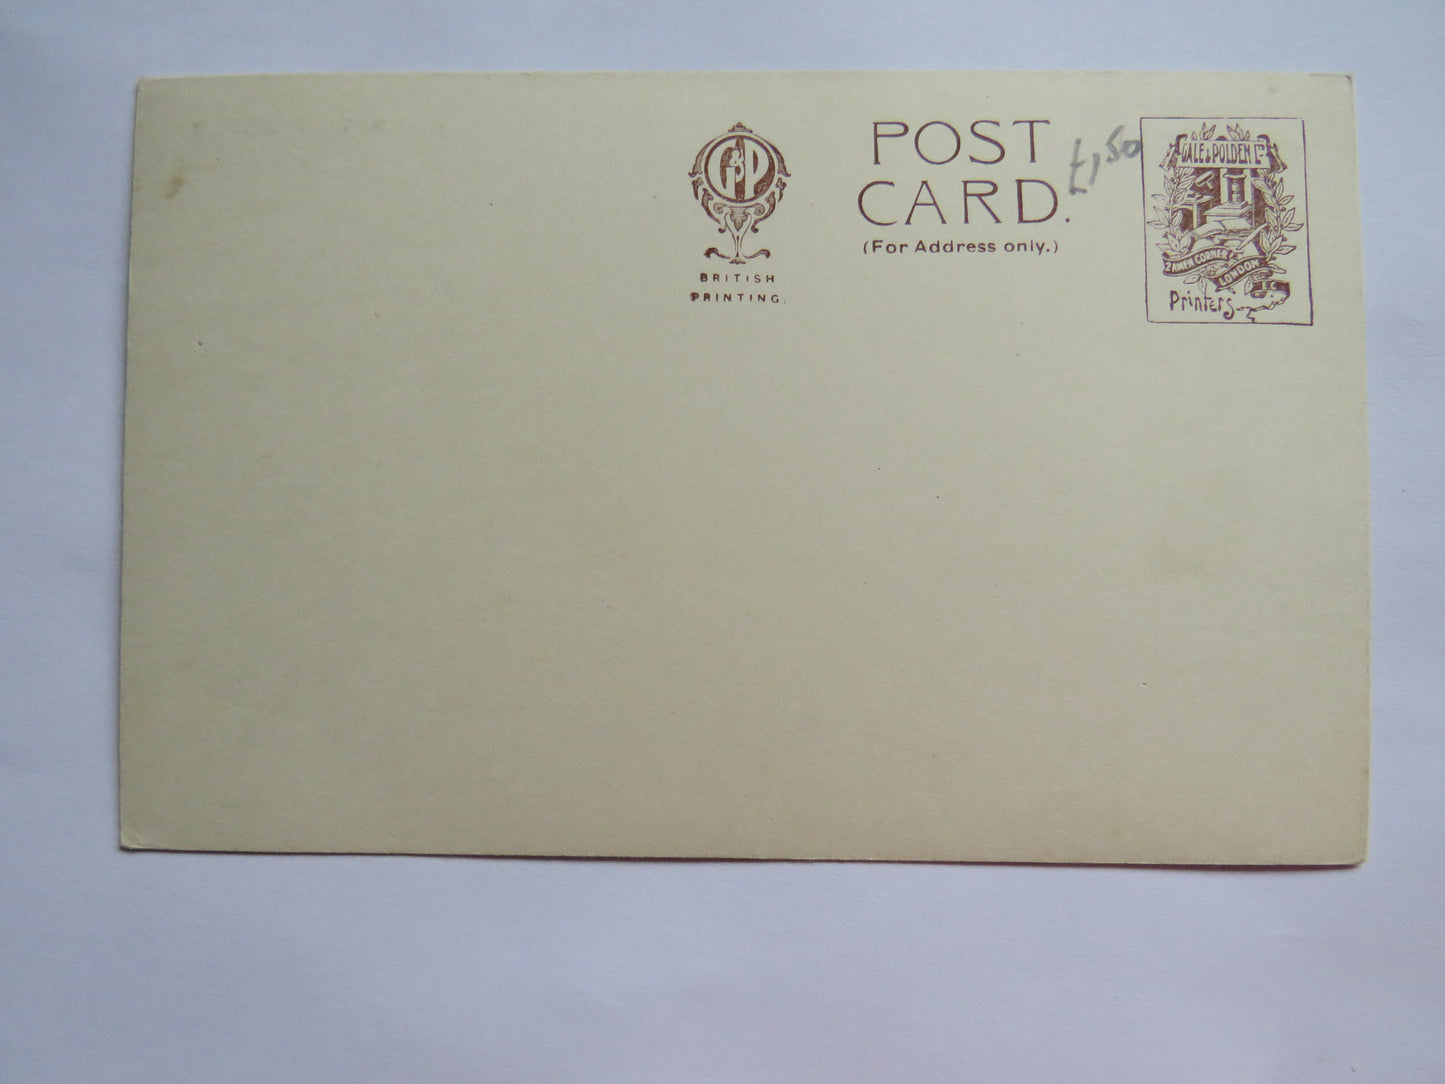 G&P
BRITISH
PRINTING.
POST
CARD.
(For Address only.)
£1,50
GALE & POLDEN LTD
2 AMEN CORNER
LONDON
E.C.
Printers